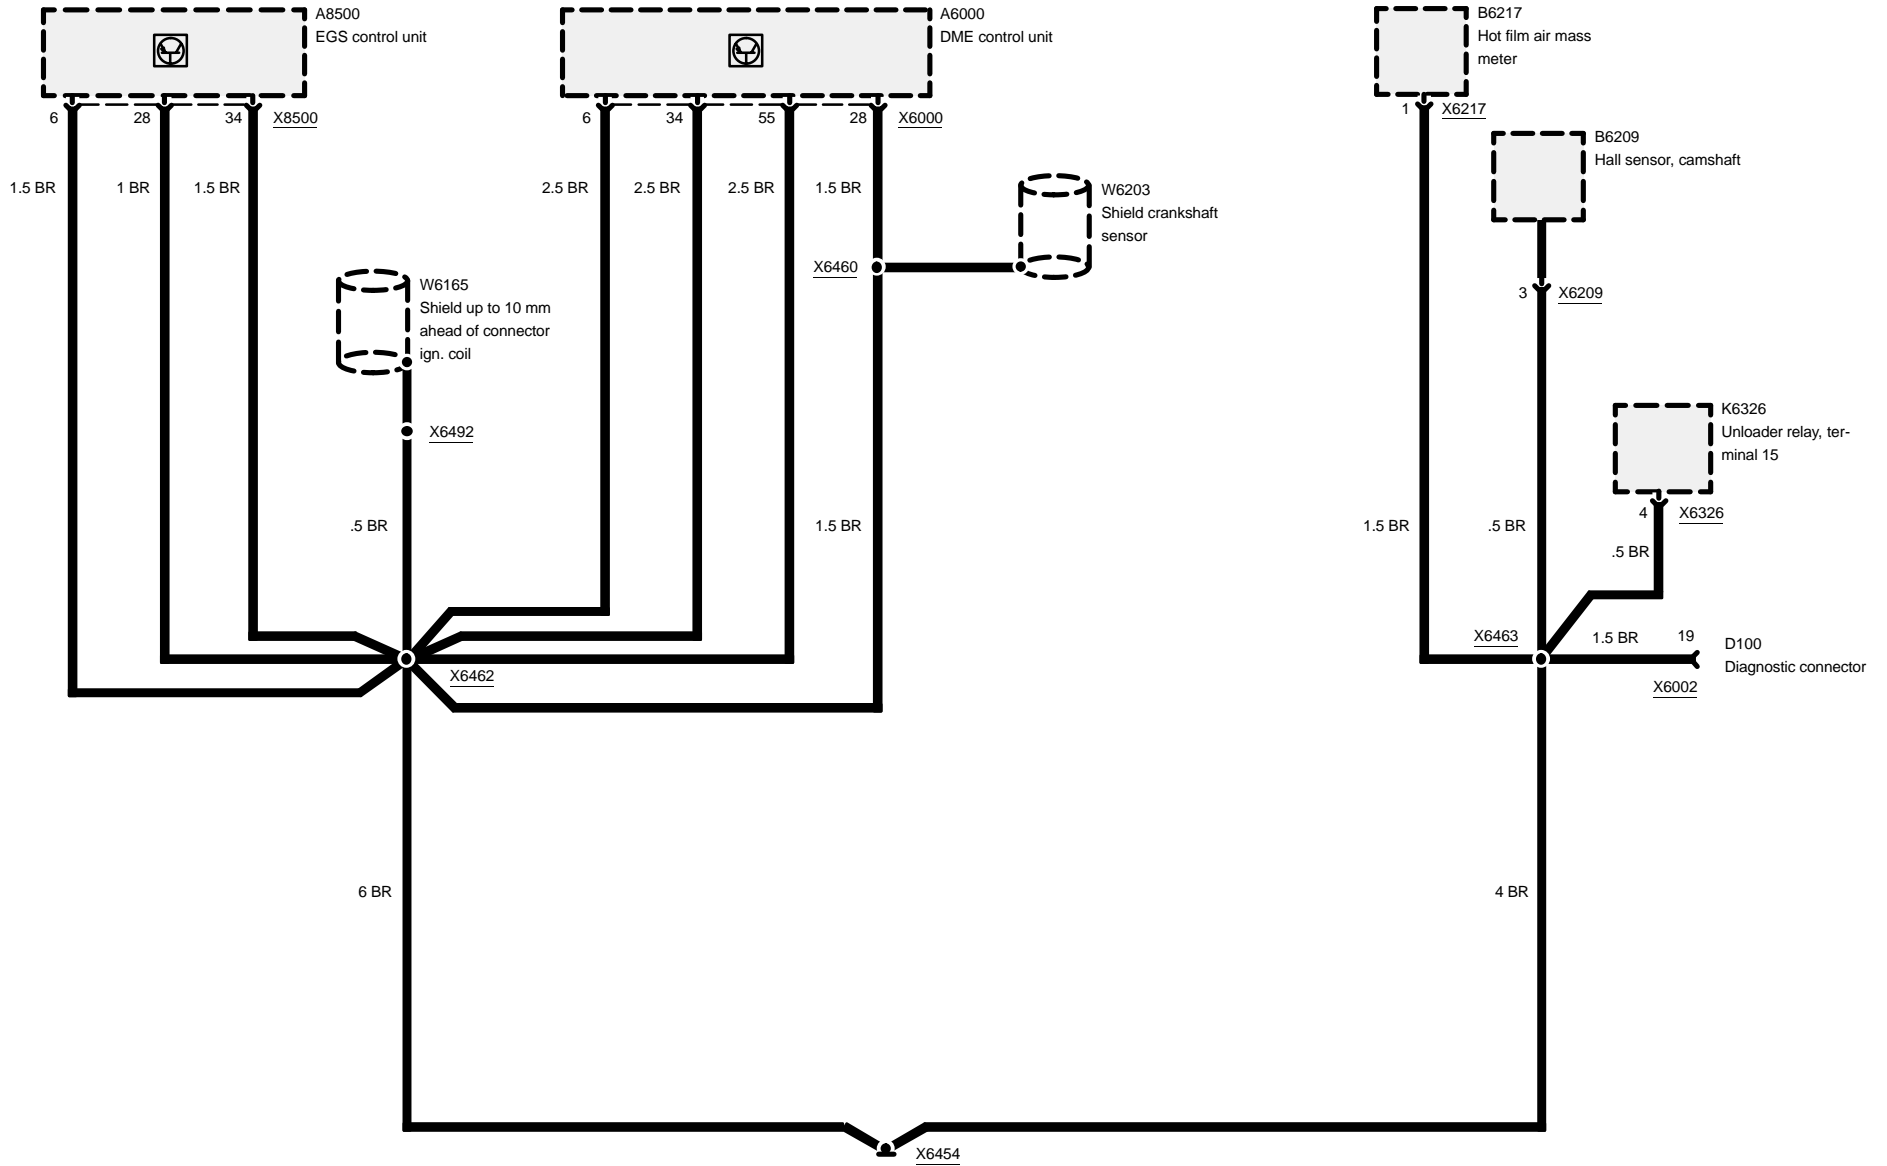 A8500
EGS control unit
A6000
DME control unit
B6217
Hot film air mass
meter
6
28
34
X8500
6
34
55
28
X6000
1
X6217
B6209
Hall sensor, camshaft
1.5 BR
1 BR
1.5 BR
2.5 BR
2.5 BR
2.5 BR
1.5 BR
W6203
Shield crankshaft
sensor
X6460
W6165
Shield up to 10 mm
ahead of connector
ign. coil
3
X6209
K6326
Unloader relay, ter-
minal 15
X6492
4
X6326
.5 BR
1.5 BR
1.5 BR
.5 BR
.5 BR
X6463
1.5 BR
19
D100
Diagnostic connector
X6462
X6002
6 BR
4 BR
X6454